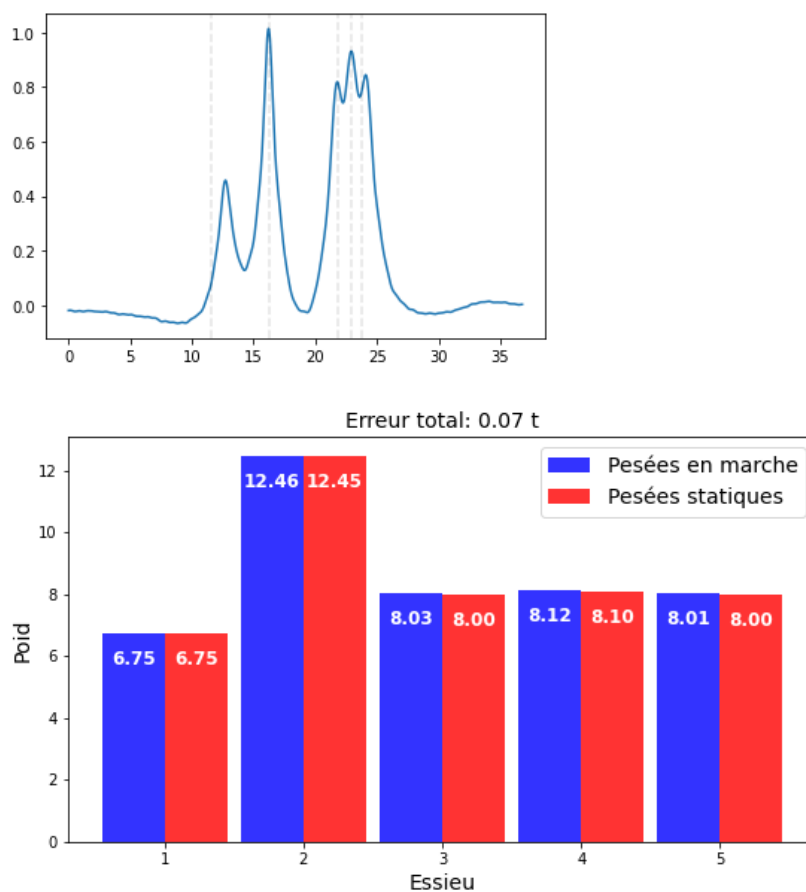 1.0
0.8
0.6
0.4
0.2
0.0
0 5 10 15 20 25 30 35
Erreur total: 0.07 t
Pesées en marche
Pesées statiques
12
10
8
6
4
2
0
12.46 12.45
8.03 8.00
8.12 8.10
8.01 8.00
6.75 6.75
Poid
1 2 3 4 5
Essieu